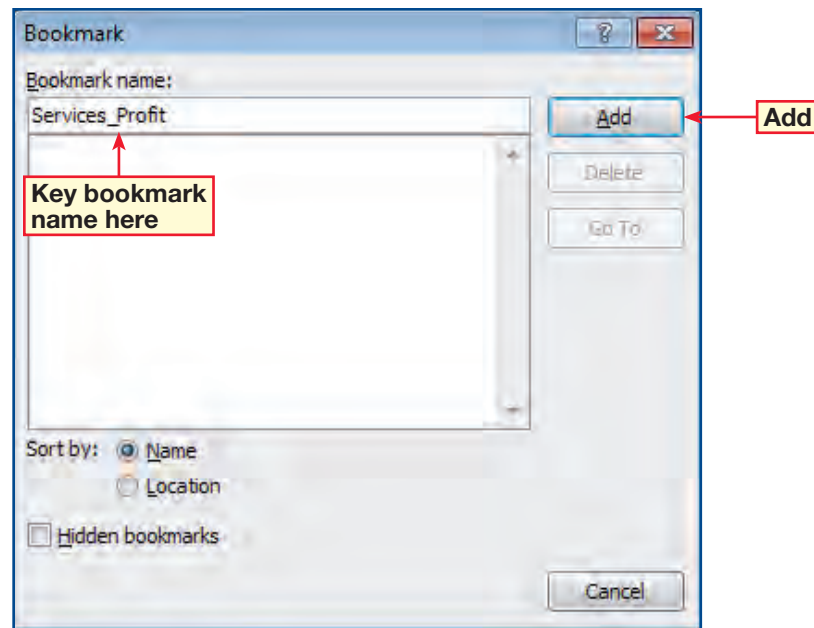 Bookmark
Bookmark name:
Services_Profit
Add
Add
Key bookmark
name here
Delete
Go To
Sort by: Name
Location
Hidden bookmarks
Cancel